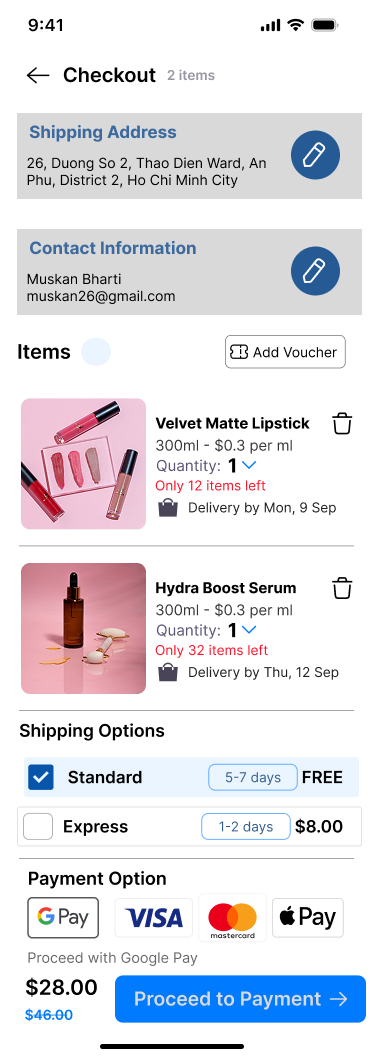 9:41
Checkout 2 items
Shipping Address
26, Duong So 2, Thao Dien Ward, An
Phu, District 2, Ho Chi Minh City
Contact Information
Muskan Bharti
muskan26@gmail.com
Items
Add Voucher
Velvet Matte Lipstick
300ml - $0.3 per ml
Quantity: 1
Only 12 items left
Delivery by Mon, 9 Sep
Hydra Boost Serum
300ml - $0.3 per ml
Quantity: 1
Only 32 items left
Delivery by Thu, 12 Sep
Shipping Options
Standard 5-7 days FREE
Express 1-2 days $8.00
Payment Option
G Pay VISA mastercard Pay
Proceed with Google Pay
$28.00
$46.00
Proceed to Payment →